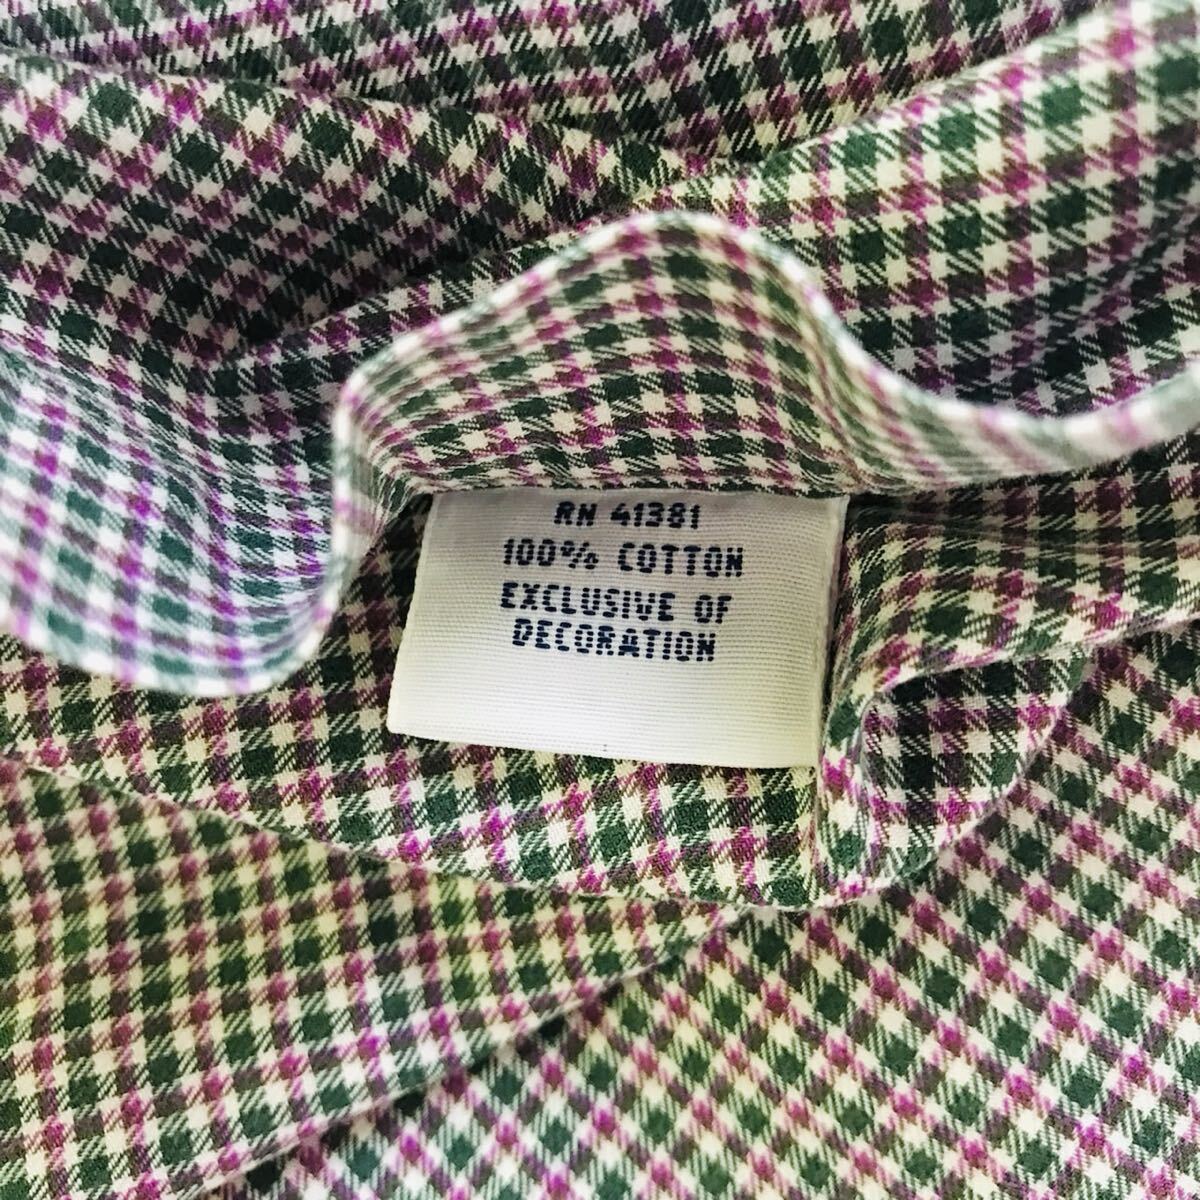 RN 41381
100% COTTON
EXCLUSIVE OF
DECORATION